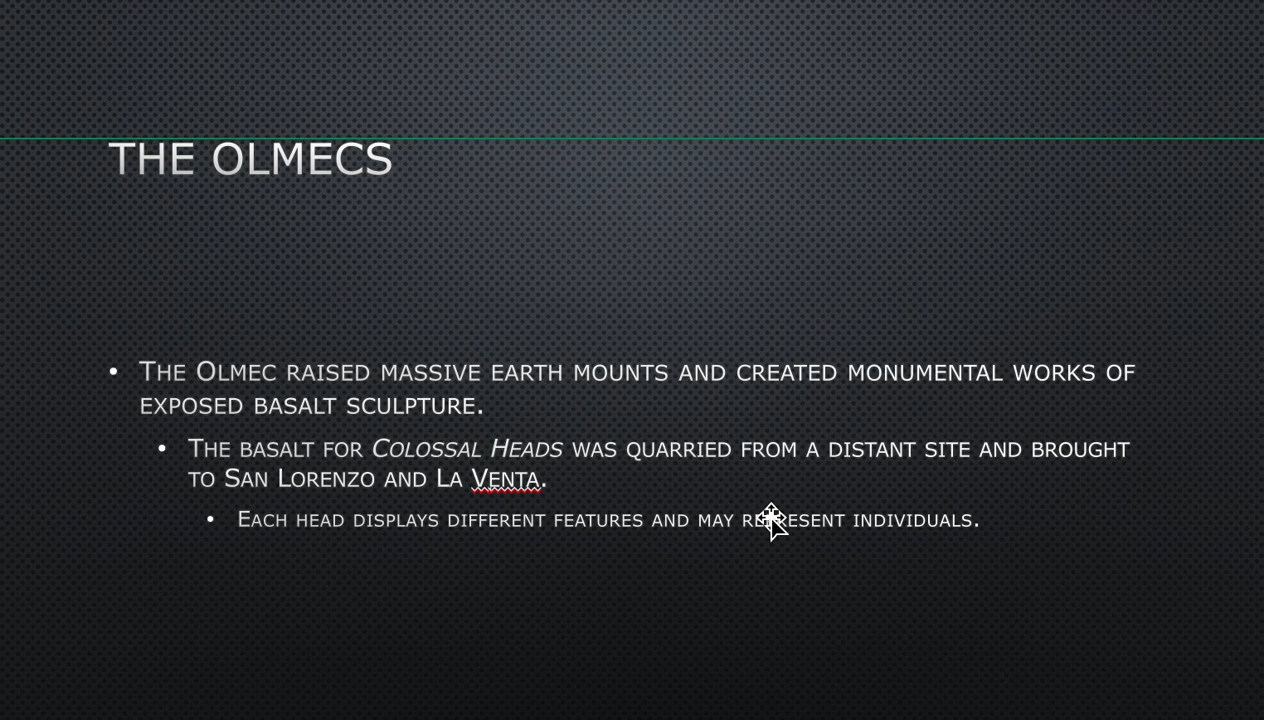 THE OLMECS
• THE OLMEC RAISED MASSIVE EARTH MOUNTS AND CREATED MONUMENTAL WORKS OF
EXPOSED BASALT SCULPTURE.
• THE BASALT FOR COLOSSAL HEADS WAS QUARRIED FROM A DISTANT SITE AND BROUGHT
TO SAN LORENZO AND LA VENTA.
• EACH HEAD DISPLAYS DIFFERENT FEATURES AND MAY REPRESENT INDIVIDUALS.